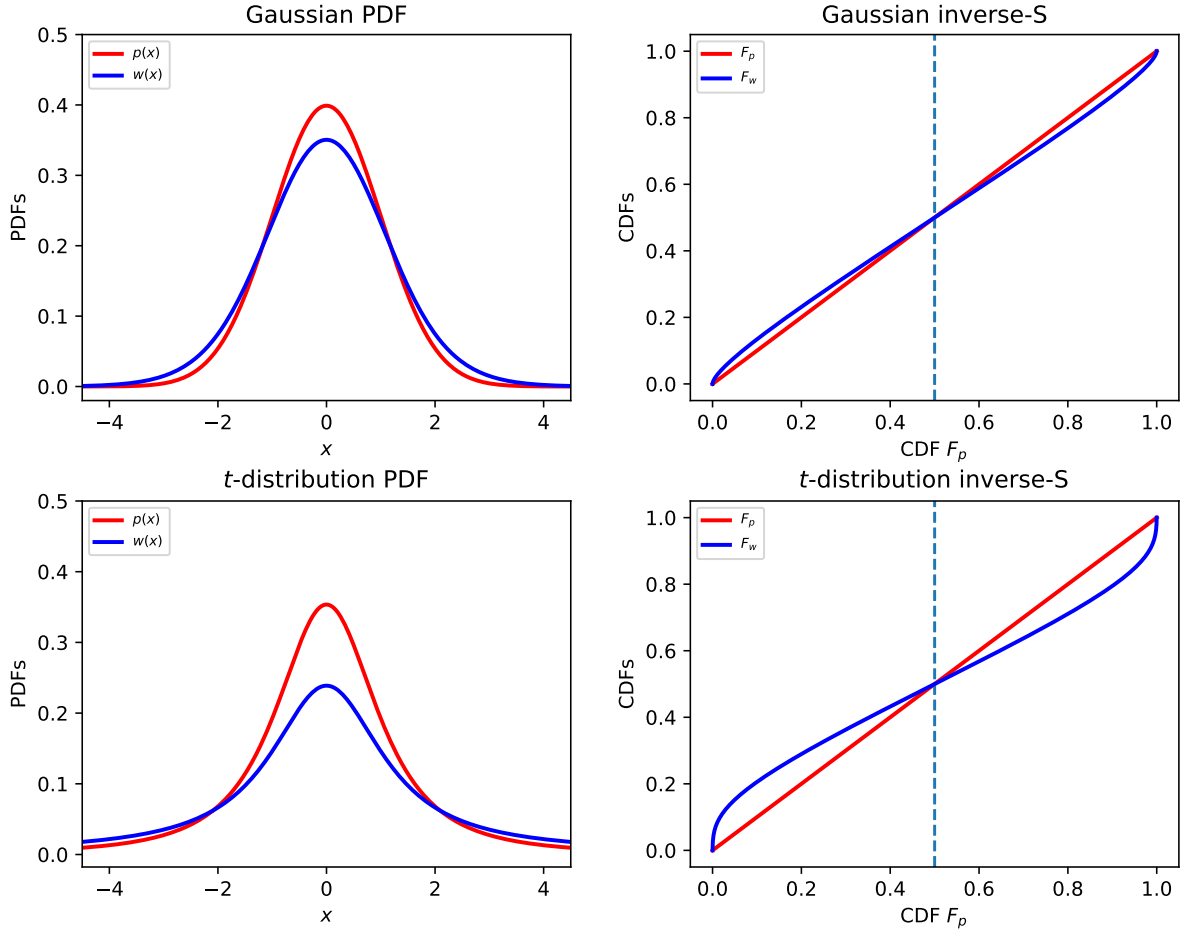 Gaussian PDF
0.5
0.4
0.3
0.2
0.1
0.0
PDFs
p(x)
w(x)
−4
−2
0
2
4
x
Gaussian inverse-S
1.0
0.8
0.6
0.4
0.2
0.0
CDFs
F_p
F_w
0.0
0.2
0.4
0.6
0.8
1.0
CDF F_p
t-distribution PDF
0.5
0.4
0.3
0.2
0.1
0.0
PDFs
p(x)
w(x)
−4
−2
0
2
4
x
t-distribution inverse-S
1.0
0.8
0.6
0.4
0.2
0.0
CDFs
F_p
F_w
0.0
0.2
0.4
0.6
0.8
1.0
CDF F_p